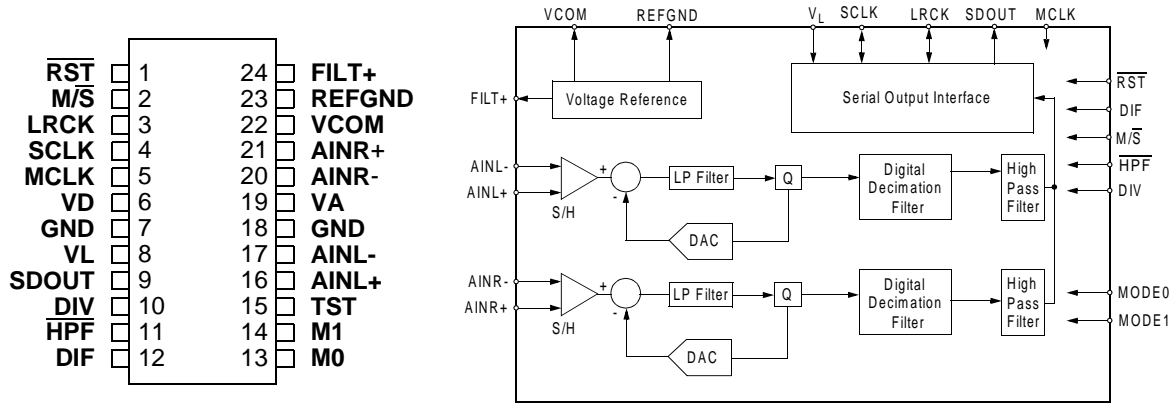 R̅S̅T̅ 1 24 FILT+
M/S̅ 2 23 REFGND
LRCK 3 22 VCOM
SCLK 4 21 AINR+
MCLK 5 20 AINR-
VD 6 19 VA
GND 7 18 GND
VL 8 17 AINL-
SDOUT 9 16 AINL+
DIV 10 15 TST
H̅P̅F̅ 11 14 M1
DIF 12 13 M0
VCOM REFGND VL SCLK LRCK SDOUT MCLK
FILT+
Voltage Reference
Serial Output Interface
R̅S̅T̅
DIF
M/S̅
H̅P̅F̅
DIV
AINL-
AINL+
S/H
+
-
LP Filter
Q
DAC
Digital
Decimation
Filter
High
Pass
Filter
AINR-
AINR+
S/H
+
-
LP Filter
Q
DAC
Digital
Decimation
Filter
High
Pass
Filter
MODE0
MODE1